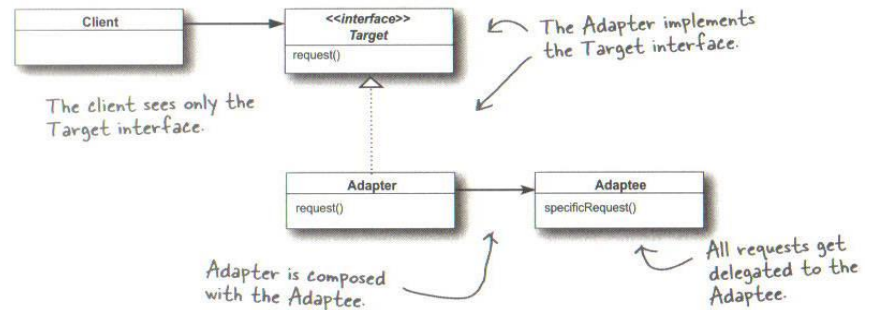 Client
<<interface>>
Target
request()
The Adapter implements
the Target interface.
The client sees only the
Target interface.
Adapter
request()
Adaptee
specificRequest()
Adapter is composed
with the Adaptee.
All requests get
delegated to the
Adaptee.